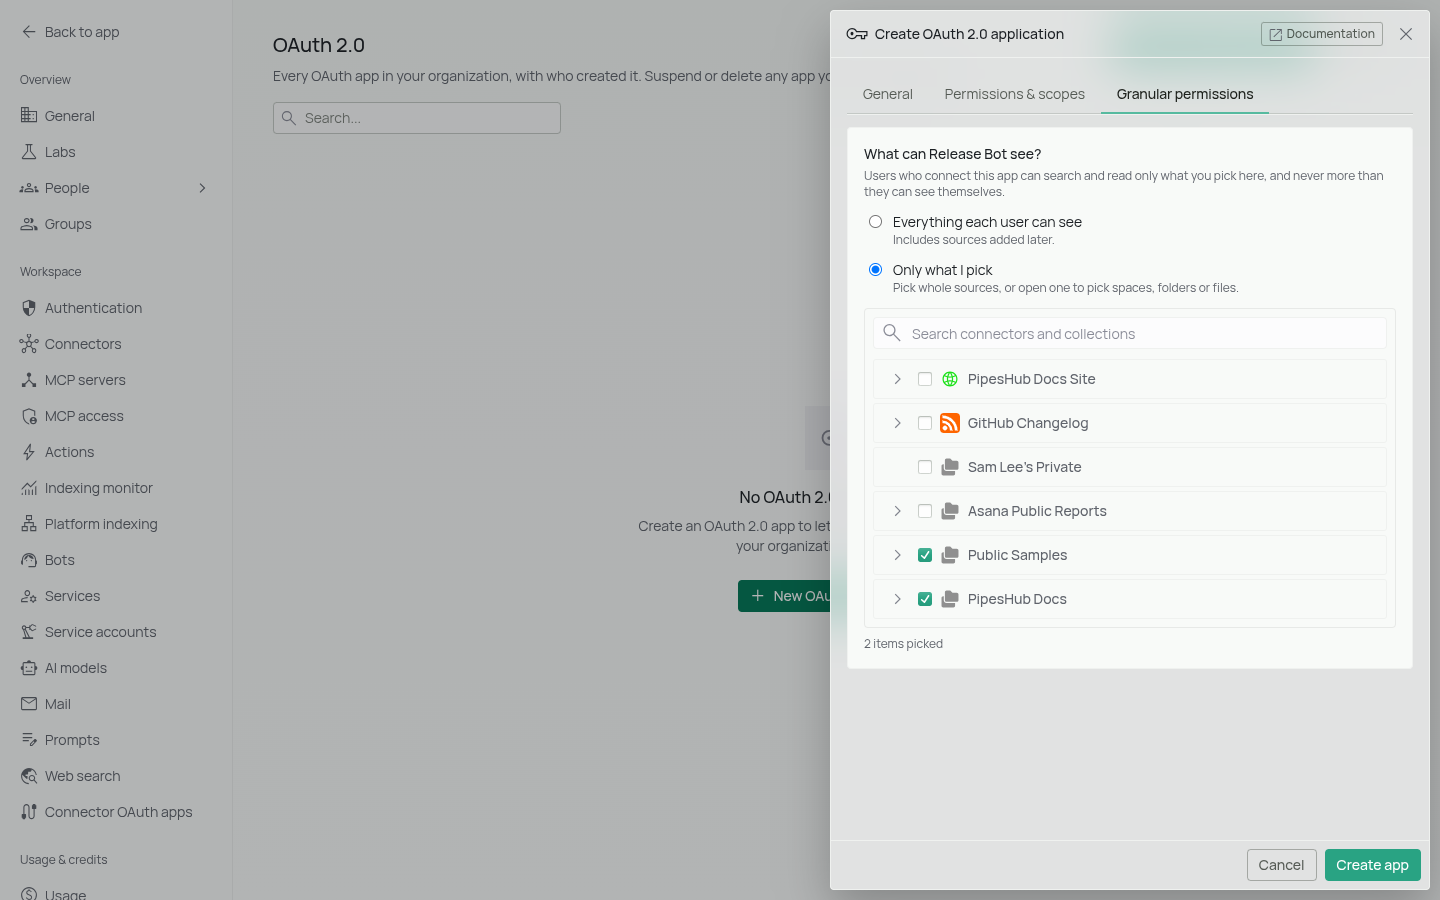 Back to app
Overview
General
Labs
People
Groups
Workspace
Authentication
Connectors
MCP servers
MCP access
Actions
Indexing monitor
Platform indexing
Bots
Services
Service accounts
AI models
Mail
Prompts
Web search
Connector OAuth apps
Usage & credits
Usage
OAuth 2.0
Every OAuth app in your organization, with who created it. Suspend or delete any app
Search...
No OAuth 2.
Create an OAuth 2.0 app to let
your
New
Create OAuth 2.0 application
Documentation
General
Permissions & scopes
Granular permissions
What can Release Bot see?
Users who connect this app can search and read only what you pick here, and never more than
they can see themselves.
Everything each user can see
Includes sources added later.
Only what I pick
Pick whole sources, or open one to pick spaces, folders or files.
Search connectors and collections
PipesHub Docs Site
GitHub Changelog
Sam Lee's Private
Asana Public Reports
Public Samples
PipesHub Docs
2 items picked
Cancel
Create app